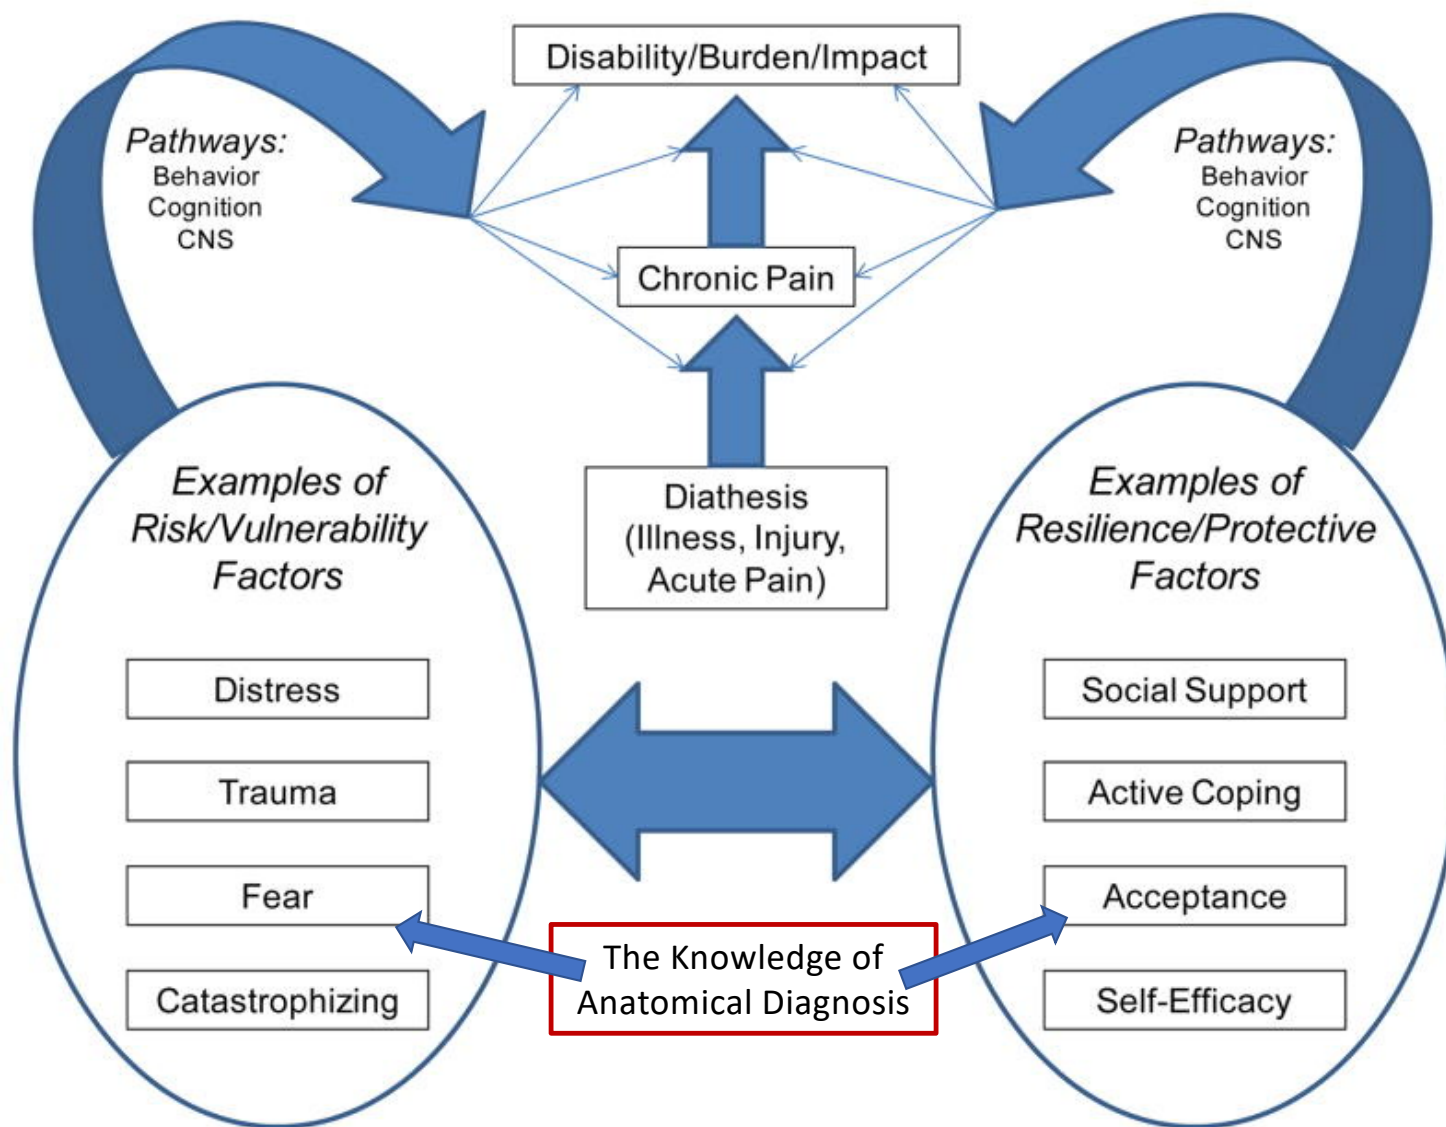 Disability/Burden/Impact
Pathways:
Behavior
Cognition
CNS
Pathways:
Behavior
Cognition
CNS
Chronic Pain
Diathesis
(Illness, Injury,
Acute Pain)
Examples of
Risk/Vulnerability
Factors
Distress
Trauma
Fear
Catastrophizing
Examples of
Resilience/Protective
Factors
Social Support
Active Coping
Acceptance
Self-Efficacy
The Knowledge of
Anatomical Diagnosis